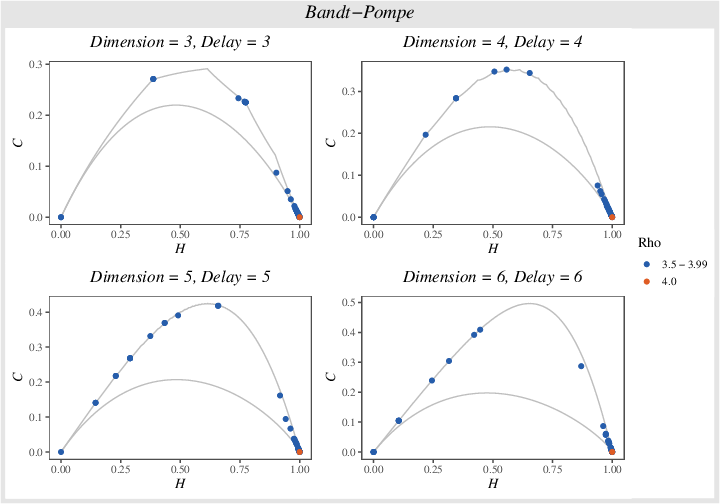 Bandt−Pompe
Dimension = 3, Delay = 3
Dimension = 4, Delay = 4
C
0.3
0.2
0.1
0.0
0.00 0.25 0.50 0.75 1.00
H
C
0.3
0.2
0.1
0.0
0.00 0.25 0.50 0.75 1.00
H
Rho
3.5 − 3.99
4.0
Dimension = 5, Delay = 5
Dimension = 6, Delay = 6
C
0.4
0.3
0.2
0.1
0.0
0.00 0.25 0.50 0.75 1.00
H
C
0.5
0.4
0.3
0.2
0.1
0.0
0.00 0.25 0.50 0.75 1.00
H